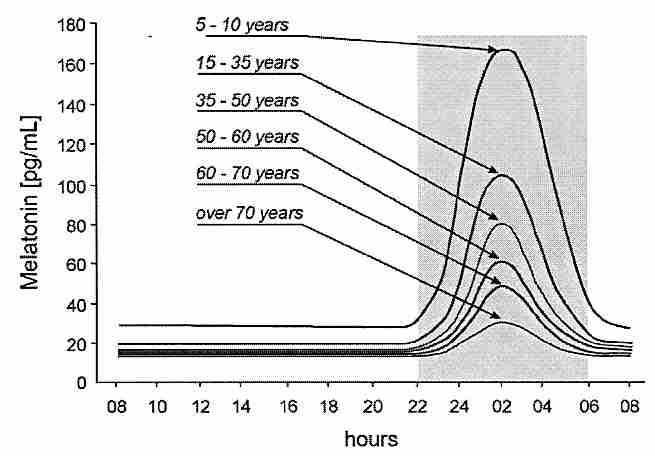 180
160
140
120
100
80
60
40
20
0
Melatonin [pg/mL]
5 - 10 years
15 - 35 years
35 - 50 years
50 - 60 years
60 - 70 years
over 70 years
08 10 12 14 16 18 20 22 24 02 04 06 08
hours